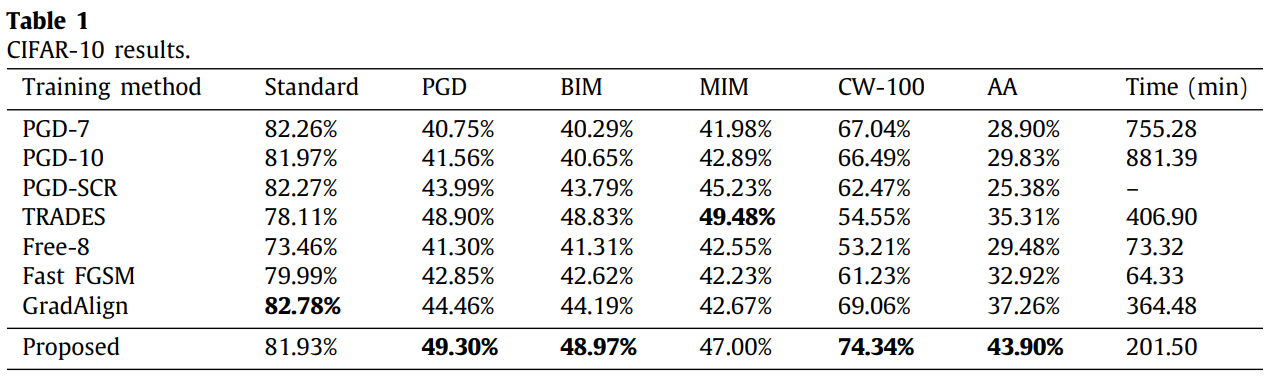 Table 1
CIFAR-10 results.
Training method Standard PGD BIM MIM CW-100 AA Time (min)
PGD-7 82.26% 40.75% 40.29% 41.98% 67.04% 28.90% 755.28
PGD-10 81.97% 41.56% 40.65% 42.89% 66.49% 29.83% 881.39
PGD-SCR 82.27% 43.99% 43.79% 45.23% 62.47% 25.38% –
TRADES 78.11% 48.90% 48.83% 49.48% 54.55% 35.31% 406.90
Free-8 73.46% 41.30% 41.31% 42.55% 53.21% 29.48% 73.32
Fast FGSM 79.99% 42.85% 42.62% 42.23% 61.23% 32.92% 64.33
GradAlign 82.78% 44.46% 44.19% 42.67% 69.06% 37.26% 364.48
Proposed 81.93% 49.30% 48.97% 47.00% 74.34% 43.90% 201.50